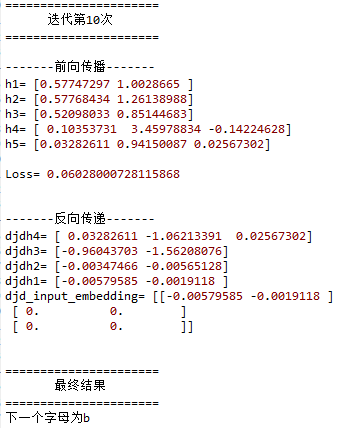 ======================
迭代第10次
======================
-------前向传播-------
h1= [0.57747297 1.0028665 ]
h2= [0.57768434 1.26138988]
h3= [0.52098033 0.85144683]
h4= [ 0.10353731  3.45978834 -0.14224628]
h5= [0.03282611 0.94150087 0.02567302]
Loss= 0.06028000728115868
-------反向传递-------
djdh4= [ 0.03282611 -1.06213391  0.02567302]
djdh3= [-0.96043703 -1.56208076]
djdh2= [-0.00347466 -0.00565128]
djdh1= [-0.00579585 -0.0019118 ]
djd_input_embedding= [[-0.00579585 -0.0019118 ]
 [ 0.          0.        ]
 [ 0.          0.        ]]
======================
最终结果
======================
下一个字母为b